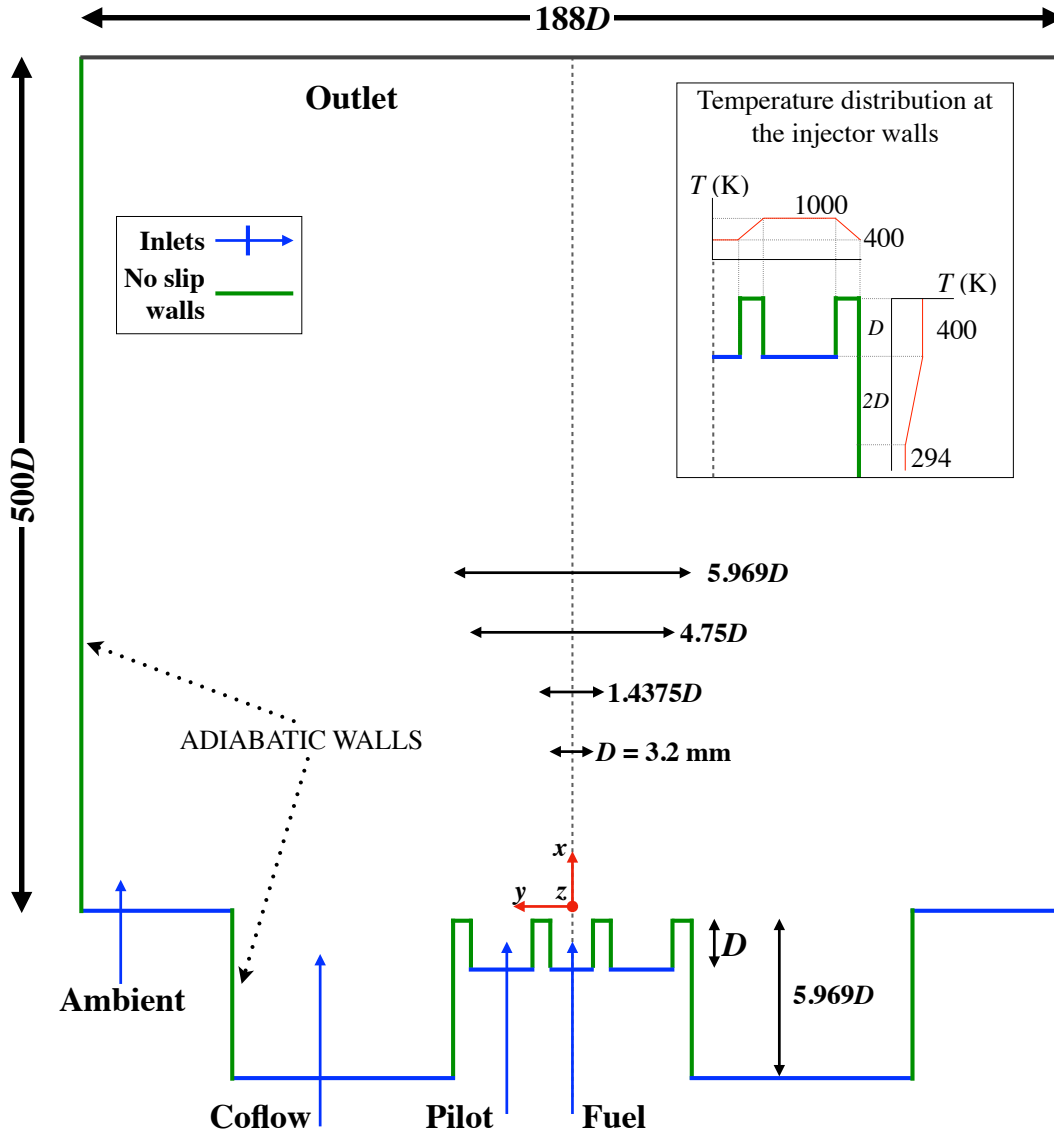 188D
Outlet
500D
Inlets
No slip
walls
Temperature distribution at
the injector walls
T (K)
1000
400
T (K)
D
400
2D
294
5.969D
4.75D
1.4375D
D = 3.2 mm
ADIABATIC WALLS
x
y
z
D
5.969D
Ambient
Coflow
Pilot
Fuel